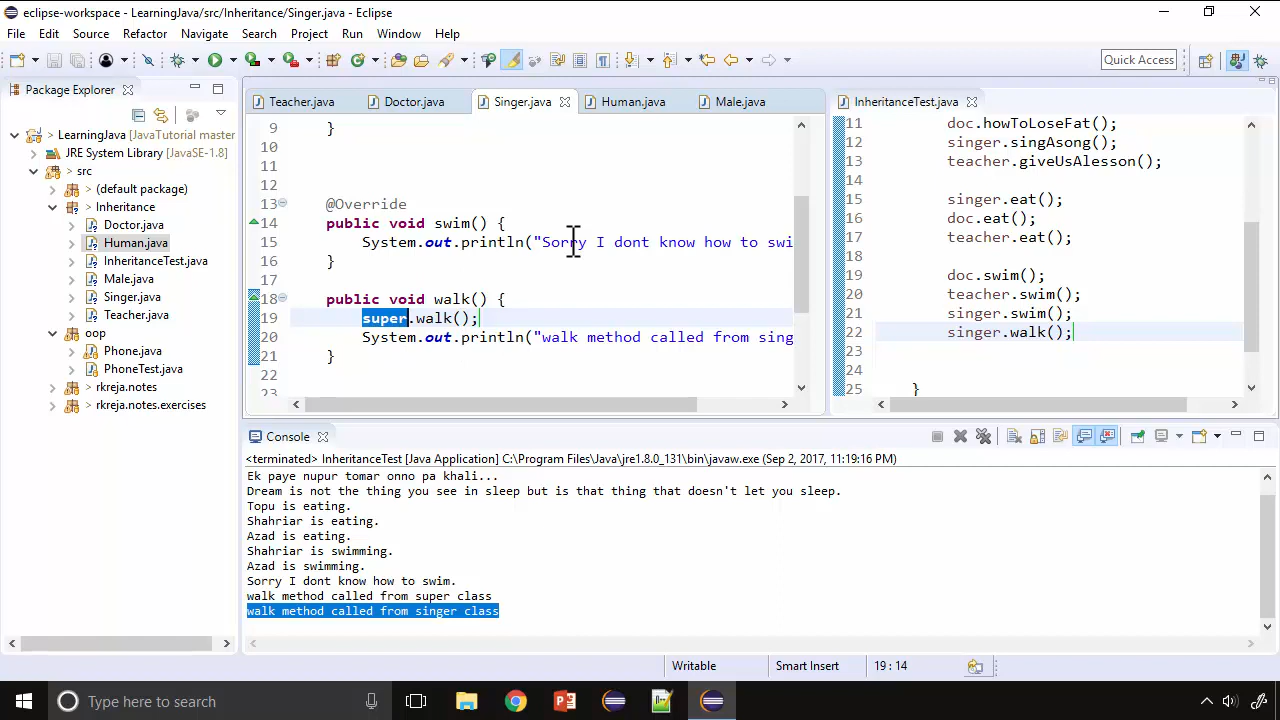 eclipse-workspace - LearningJava/src/Inheritance/Singer.java - Eclipse
File Edit Source Refactor Navigate Search Project Run Window Help
Quick Access
Package Explorer
LearningJava [JavaTutorial master
JRE System Library [JavaSE-1.8]
> src
> (default package)
> Inheritance
> Doctor.java
> Human.java
> InheritanceTest.java
> Male.java
> Singer.java
> Teacher.java
> oop
> Phone.java
> PhoneTest.java
> rkreja.notes
> rkreja.notes.exercises
Teacher.java Doctor.java Singer.java Human.java Male.java
9 }
10
11
12
13 @Override
14 public void swim() {
15 System.out.println("Sorry I dont know how to swi
16 }
17
18 public void walk() {
19 super.walk();
20 System.out.println("walk method called from sing
21 }
22
23
InheritanceTest.java
11 doc.howToLoseFat();
12 singer.singAsong();
13 teacher.giveUsAlesson();
14
15 singer.eat();
16 doc.eat();
17 teacher.eat();
18
19 doc.swim();
20 teacher.swim();
21 singer.swim();
22 singer.walk();
23
24
25 }
Console
<terminated> InheritanceTest [Java Application] C:\Program Files\Java\jre1.8.0_131\bin\javaw.exe (Sep 2, 2017, 11:19:16 PM)
Ek paye nupur tomar onno pa khali...
Dream is not the thing you see in sleep but is that thing that doesn't let you sleep.
Topu is eating.
Shahriar is eating.
Azad is eating.
Shahriar is swimming.
Azad is swimming.
Sorry I dont know how to swim.
walk method called from super class
walk method called from singer class
Writable Smart Insert 19 : 14
Type here to search